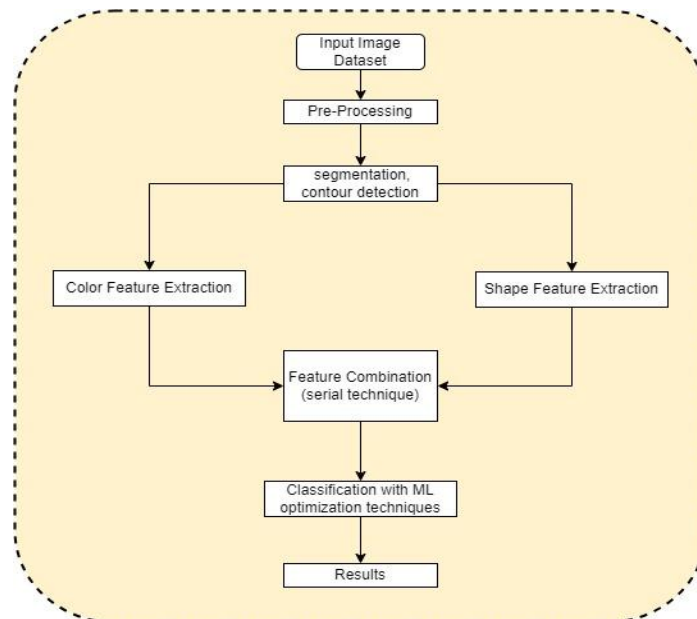 Input Image
Dataset
Pre-Processing
segmentation,
contour detection
Color Feature Extraction
Shape Feature Extraction
Feature Combination
(serial technique)
Classification with ML
optimization techniques
Results